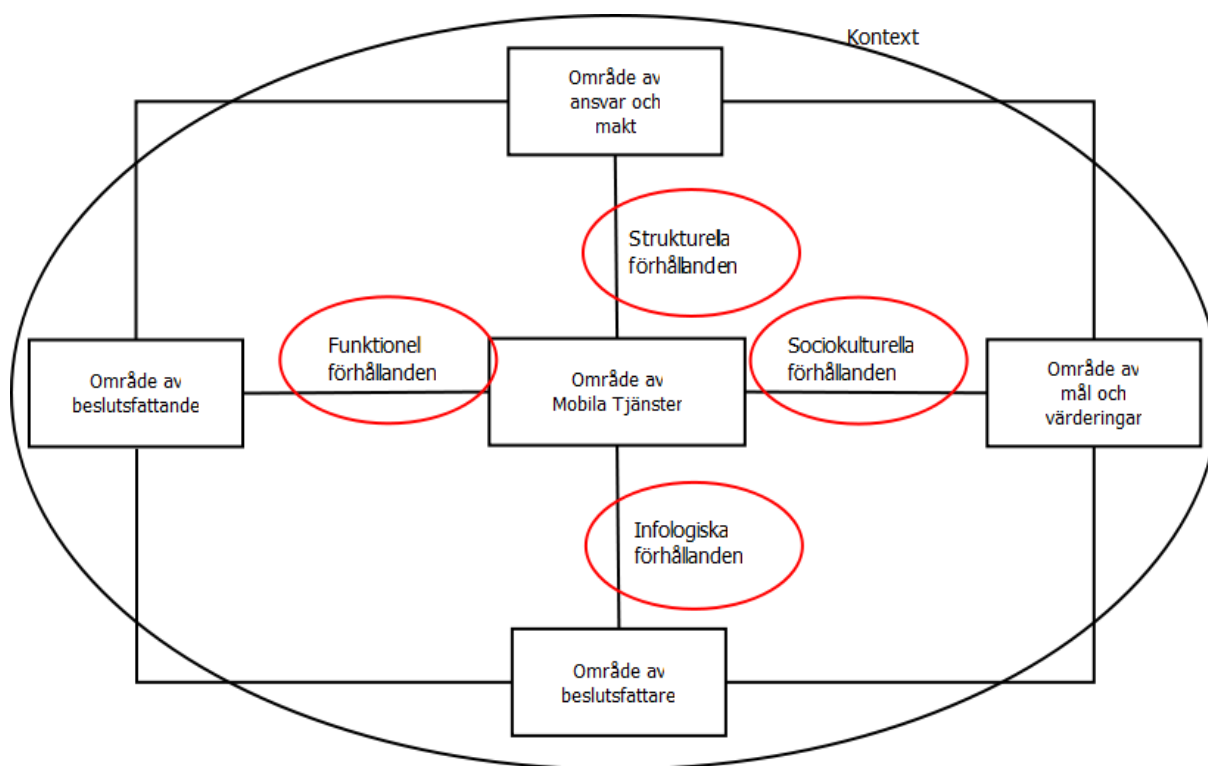 Kontext
Område av
ansvar och
makt
Strukturella
förhållanden
Funktionel
förhållanden
Sociokulturella
förhållanden
Område av
beslutsfattande
Område av
Mobila Tjänster
Område av
mål och
värderingar
Infologiska
förhållanden
Område av
beslutsfattare